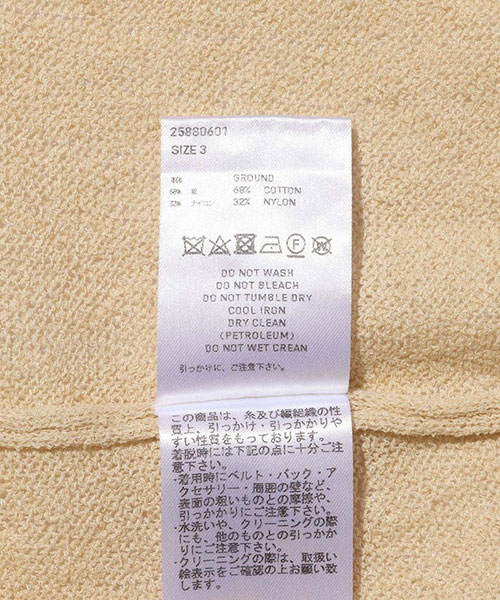 25880601
SIZE 3
本体 GROUND
68% 綿 68% COTTON
32% ナイロン 32% NYLON
DO NOT WASH
DO NOT BLEACH
DO NOT TUMBLE DRY
COOL IRON
DRY CLEAN
(PETROLEUM)
DO NOT WET CREAN
引っかけに、ご注意下さい。
この商品は、糸及び繊組織の性
質上、引っかけ・引っかかりや
すい性質をもっております。
着脱時には下記の点に十分ご注
意下さい。
・着用時にベルト・バック・ア
クセサリー・周囲の壁など、
表面の粗いものとの摩擦や、
引っかかりにご注意下さい。
・水洗いや、クリーニングの際
にも、他のものとの引っかか
りにご注意下さい。
・クリーニングの際は、取扱い
絵表示をご確認の上お願い致
します。